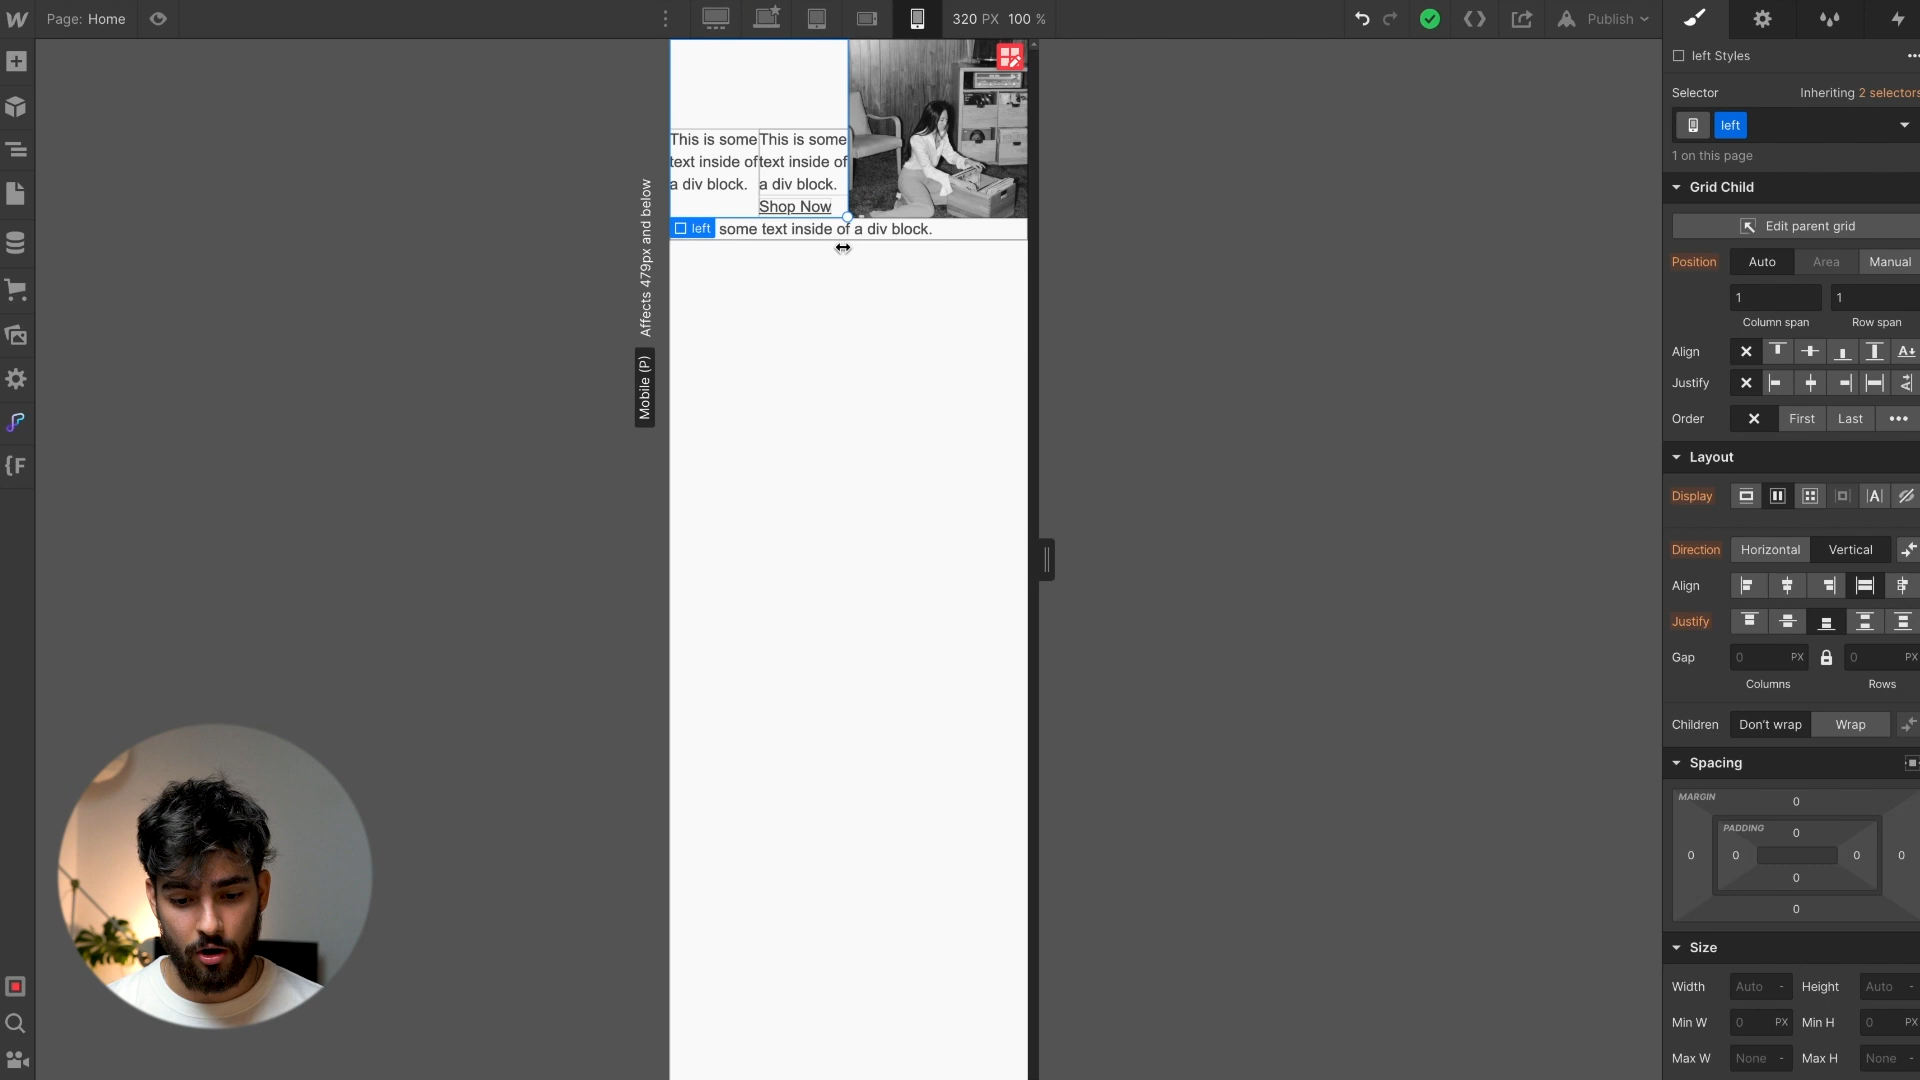 Page: Home
320 PX 100 %
Publish
left Styles
Selector
Inheriting 2 selectors
left
1 on this page
Grid Child
Edit parent grid
Position
Auto
Area
Manual
1
1
Column span
Row span
Align
Justify
Order
First
Last
Layout
Display
Direction
Horizontal
Vertical
Align
Justify
Gap
0 PX
0 PX
Columns
Rows
Children
Don't wrap
Wrap
Spacing
MARGIN
0
PADDING
0
0
0
0
0
0
0
Size
Width
Auto -
Height
Auto -
Min W
0 PX
Min H
0 PX
Max W
None -
Max H
None -
This is some
text inside of
a div block.
This is some
text inside of
a div block.
Shop Now
left
some text inside of a div block.
Affects 479px and below
Mobile (P)